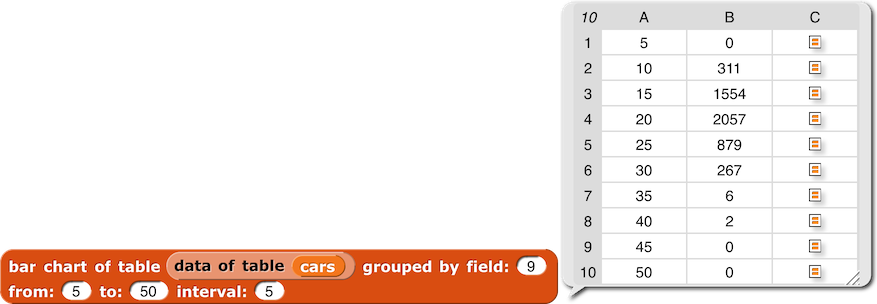 10 A B C
1 5 0
2 10 311
3 15 1554
4 20 2057
5 25 879
6 30 267
7 35 6
8 40 2
9 45 0
10 50 0
bar chart of table data of table cars grouped by field: 9
from: 5 to: 50 interval: 5